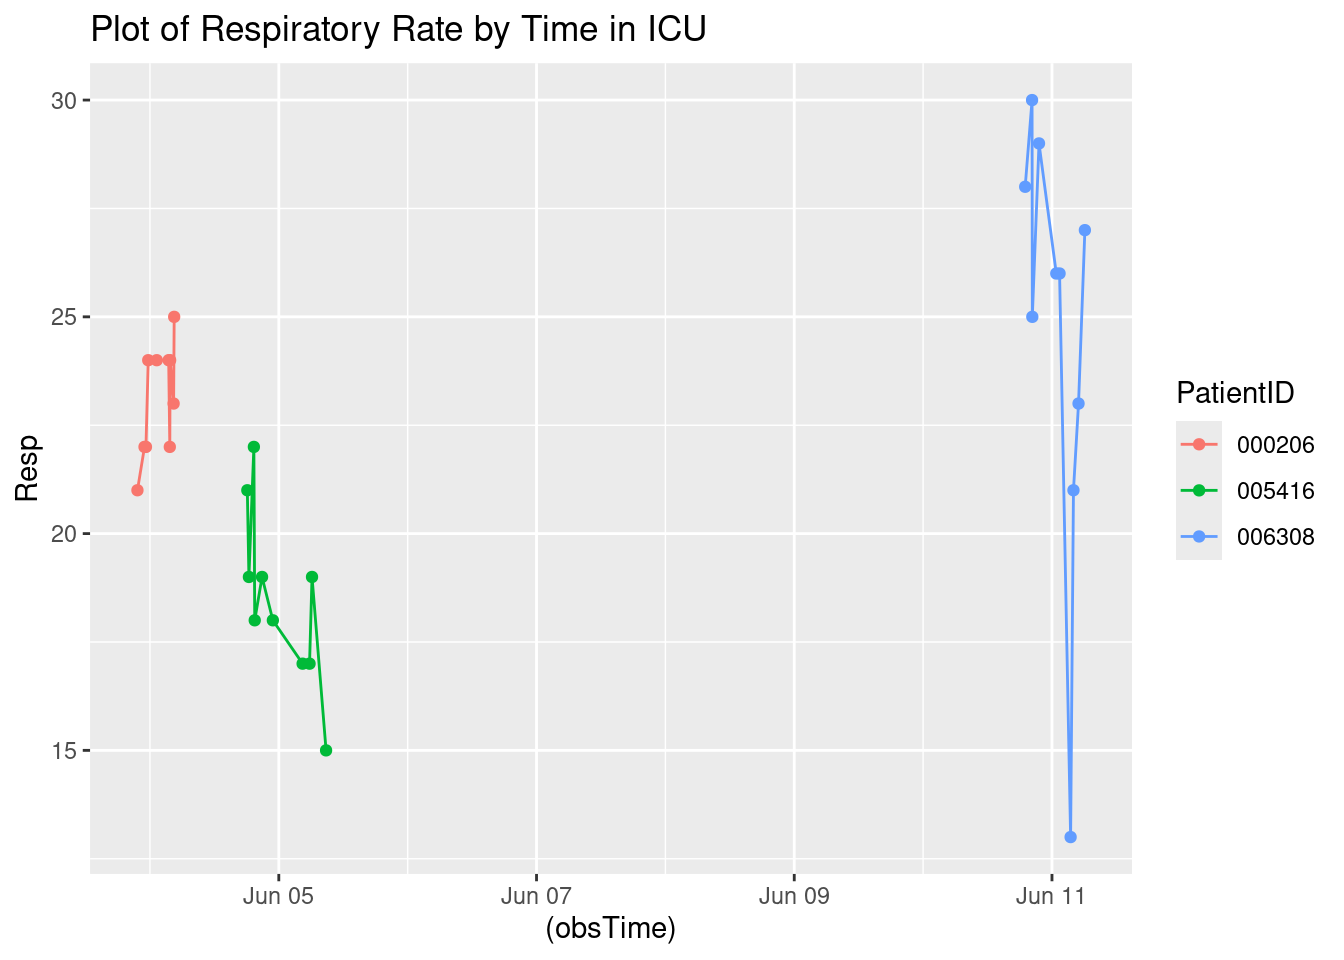 Plot of Respiratory Rate by Time in ICU
30
25
20
15
Resp
Jun 05
Jun 07
Jun 09
Jun 11
(obsTime)
PatientID
000206
005416
006308